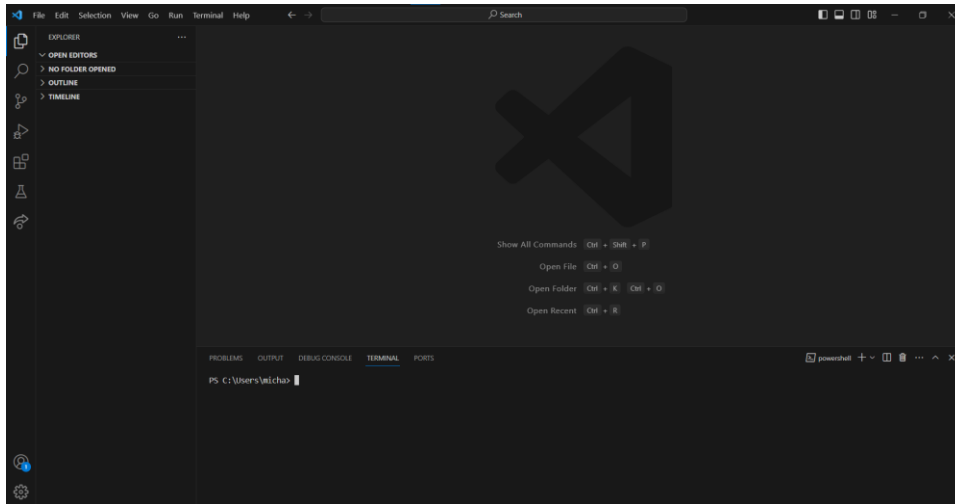 File Edit Selection View Go Run Terminal Help Search
EXPLORER
OPEN EDITORS
NO FOLDER OPENED
OUTLINE
TIMELINE
Show All Commands Ctrl + Shift + P
Open File Ctrl + O
Open Folder Ctrl + K Ctrl + O
Open Recent Ctrl + R
PROBLEMS OUTPUT DEBUG CONSOLE TERMINAL PORTS powershell
PS C:\Users\micha>
1